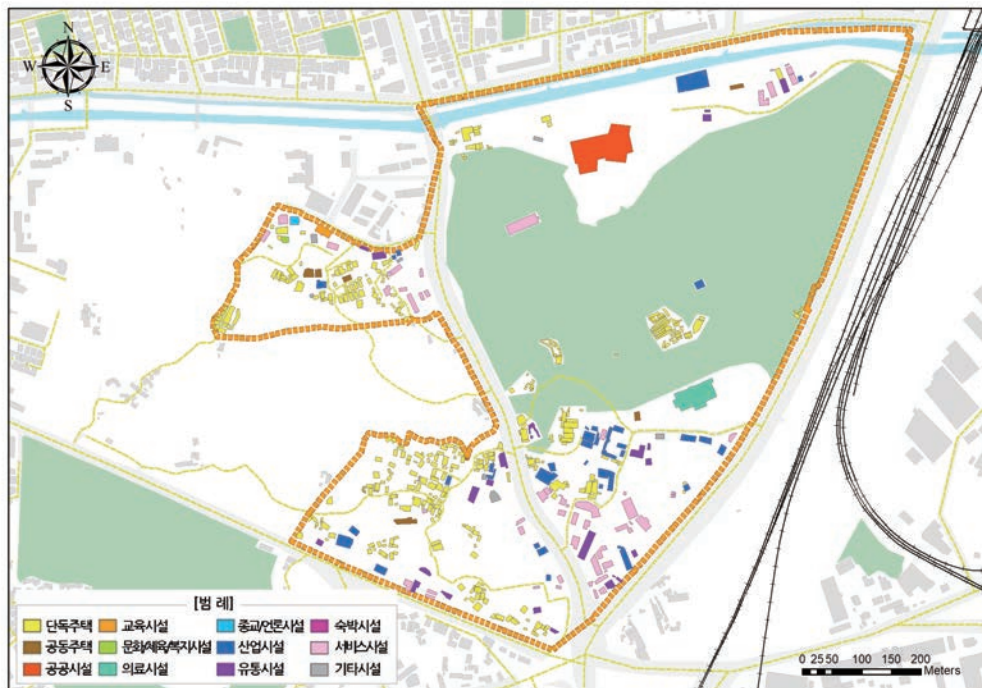 N
W E
S
[범 례]
단독주택 교육시설 종교/언론시설 숙박시설
공동주택 문화/체육/복지시설 산업시설 서비스시설
공공시설 의료시설 유통시설 기타시설
0 25 50 100 150 200
Meters